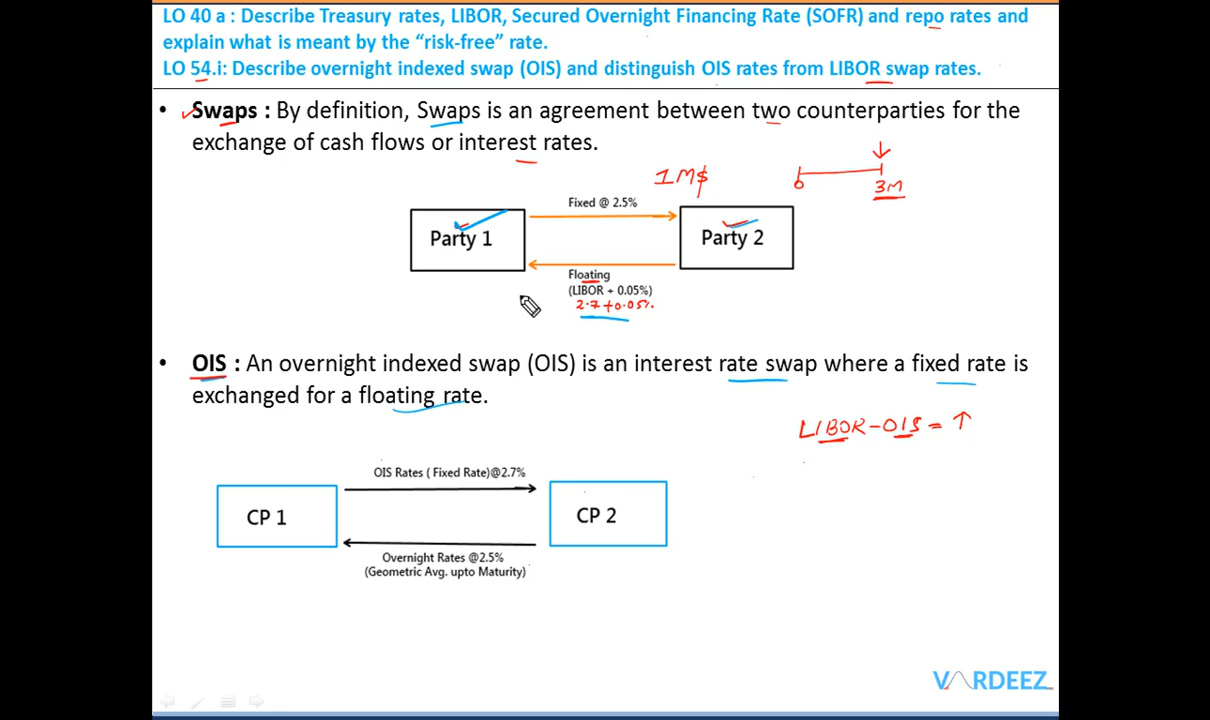 LO 40 a : Describe Treasury rates, LIBOR, Secured Overnight Financing Rate (SOFR) and repo rates and
explain what is meant by the “risk-free” rate.
LO 54.i: Describe overnight indexed swap (OIS) and distinguish OIS rates from LIBOR swap rates.
• Swaps : By definition, Swaps is an agreement between two counterparties for the
exchange of cash flows or interest rates.
1M$
3M
Fixed @ 2.5%
Party 1
Party 2
Floating
(LIBOR + 0.05%)
2.7+0.05%
• OIS : An overnight indexed swap (OIS) is an interest rate swap where a fixed rate is
exchanged for a floating rate.
LIBOR-OIS = ↑
OIS Rates ( Fixed Rate)@2.7%
CP 1
CP 2
Overnight Rates @2.5%
(Geometric Avg. upto Maturity)
VARDEEZ